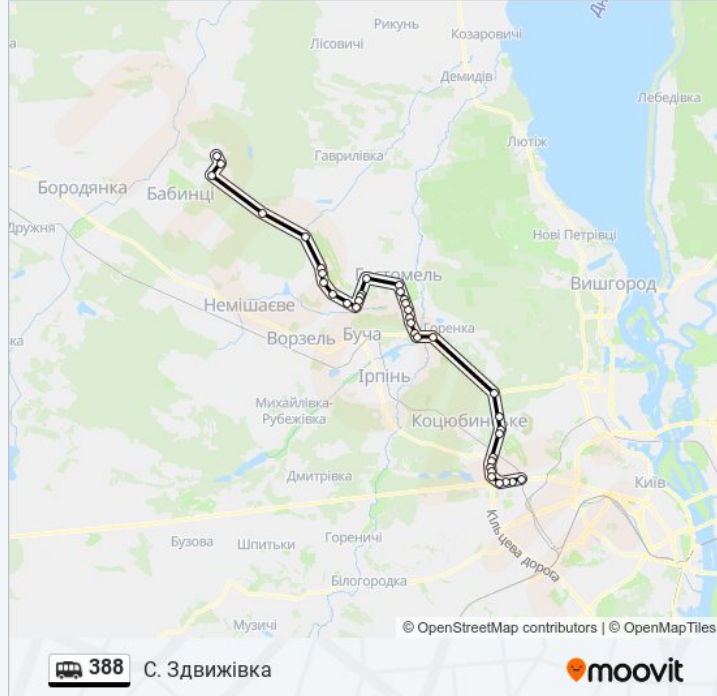 Рикунь
Козаровичі
Лісовичі
Демидів
Лебедівка
Лютіж
Гаврилівка
Бородянка
Бабинці
Дружня
Нові Петрівці
Гостомель
Вишгород
Немішаєве
Горенка
Ворзель
Буча
Ірпінь
Михайлівка-
Рубежівка
Коцюбинське
Дмитрівка
Київ
Кільцева дорога
Бузова
Шпитьки
Гореничі
Білогородка
Музичі
© OpenStreetMap contributors | © OpenMapTiles
388
С. Здвижівка
moovit